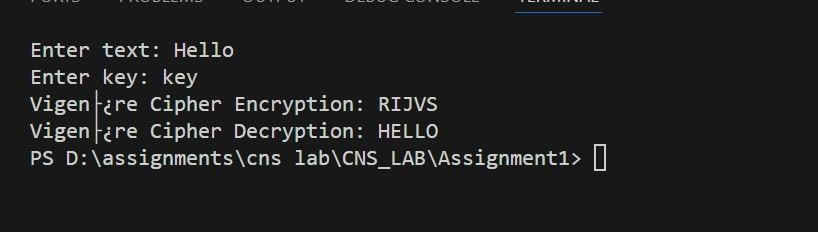 PORTS PROBLEMS OUTPUT DEBUG CONSOLE TERMINAL
Enter text: Hello
Enter key: key
Vigen├¿re Cipher Encryption: RIJVS
Vigen├¿re Cipher Decryption: HELLO
PS D:\assignments\cns lab\CNS_LAB\Assignment1>